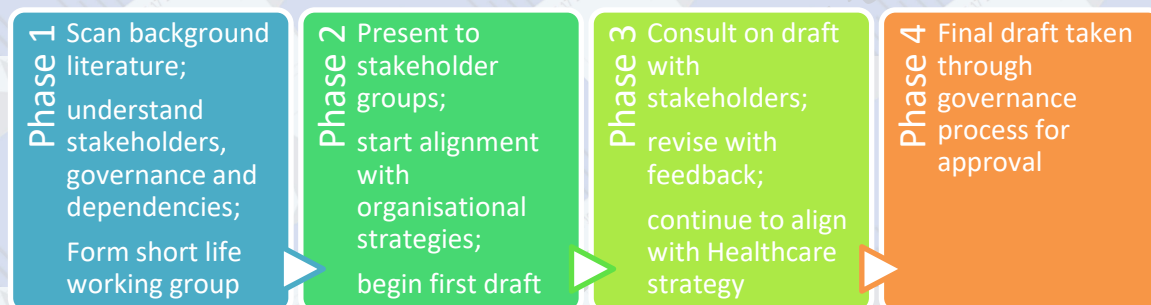 Phase 1
Scan background
literature;
understand
stakeholders,
governance and
dependencies;
Form short life
working group
Phase 2
Present to
stakeholder
groups;
start alignment
with
organisational
strategies;
begin first draft
Phase 3
Consult on draft
with
stakeholders;
revise with
feedback;
continue to align
with Healthcare
strategy
Phase 4
Final draft taken
through
governance
process for
approval